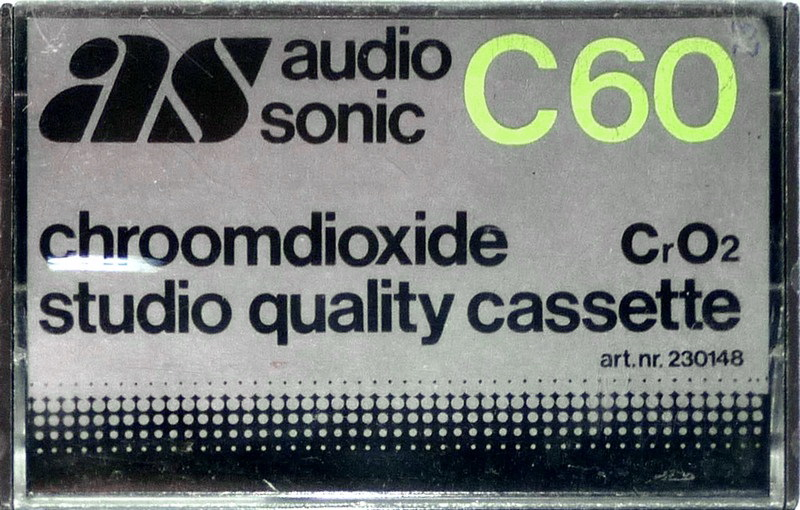 as audio sonic C60
chroomdioxide CrO2
studio quality cassette
art.nr. 230148